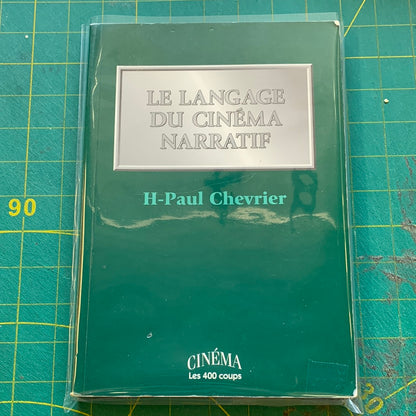 LE LANGAGE
DU CINÉMA
NARRATIF
H-Paul Chevrier
90
CINÉMA
Les 400 coups